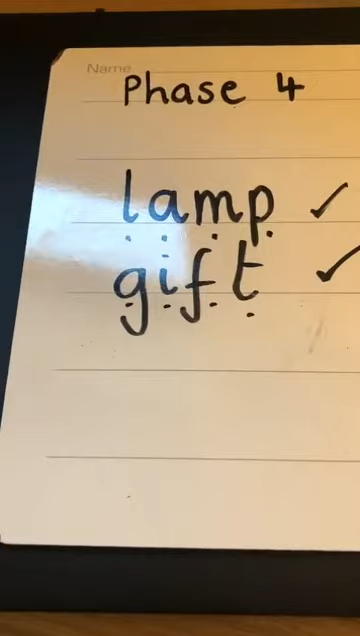 Name
Phase 4
lamp ✓
gift ✓